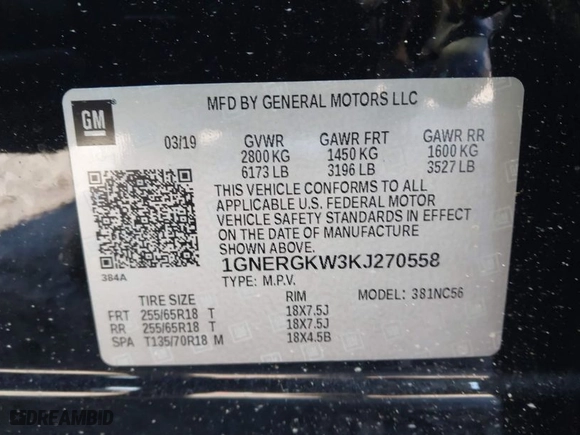 GM
MFD BY GENERAL MOTORS LLC
03/19 GVWR GAWR FRT GAWR RR
2800 KG 1450 KG 1600 KG
6173 LB 3196 LB 3527 LB
THIS VEHICLE CONFORMS TO ALL
APPLICABLE U.S. FEDERAL MOTOR
VEHICLE SAFETY STANDARDS IN EFFECT
ON THE DATE OF MANUFACTURE
SHOWN ABOVE.
384A
1GNERGKW3KJ270558
TYPE: M.P.V. MODEL: 381NC56
TIRE SIZE RIM
FRT 255/65R18 T 18X7.5J
RR 255/65R18 T 18X7.5J
SPA T135/70R18 M 18X4.5B
DREAMBID